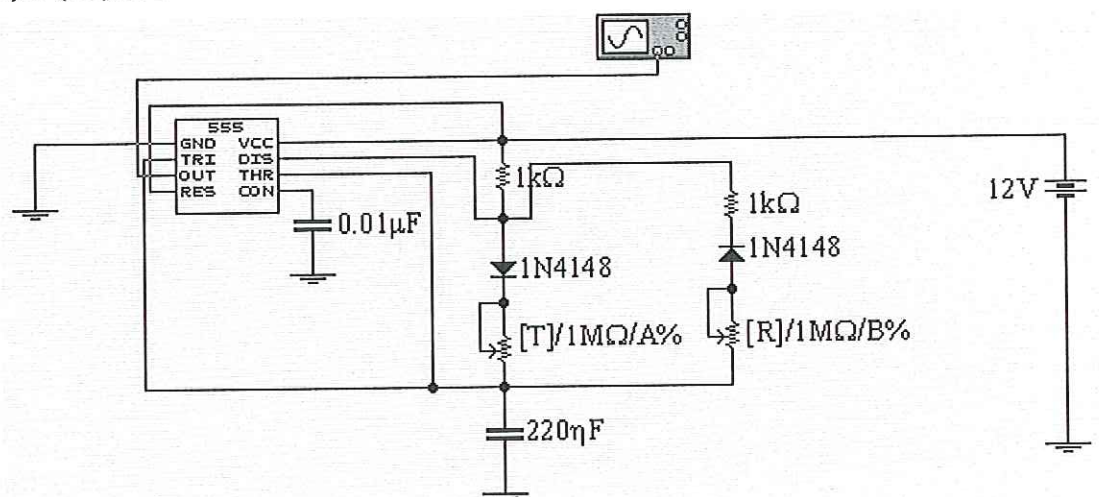 555
GND VCC
TRI DIS
OUT THR
RES CON
0.01μF
1kΩ
1kΩ
12V
1N4148
1N4148
[T]/1MΩ/A%
[R]/1MΩ/B%
220ηF